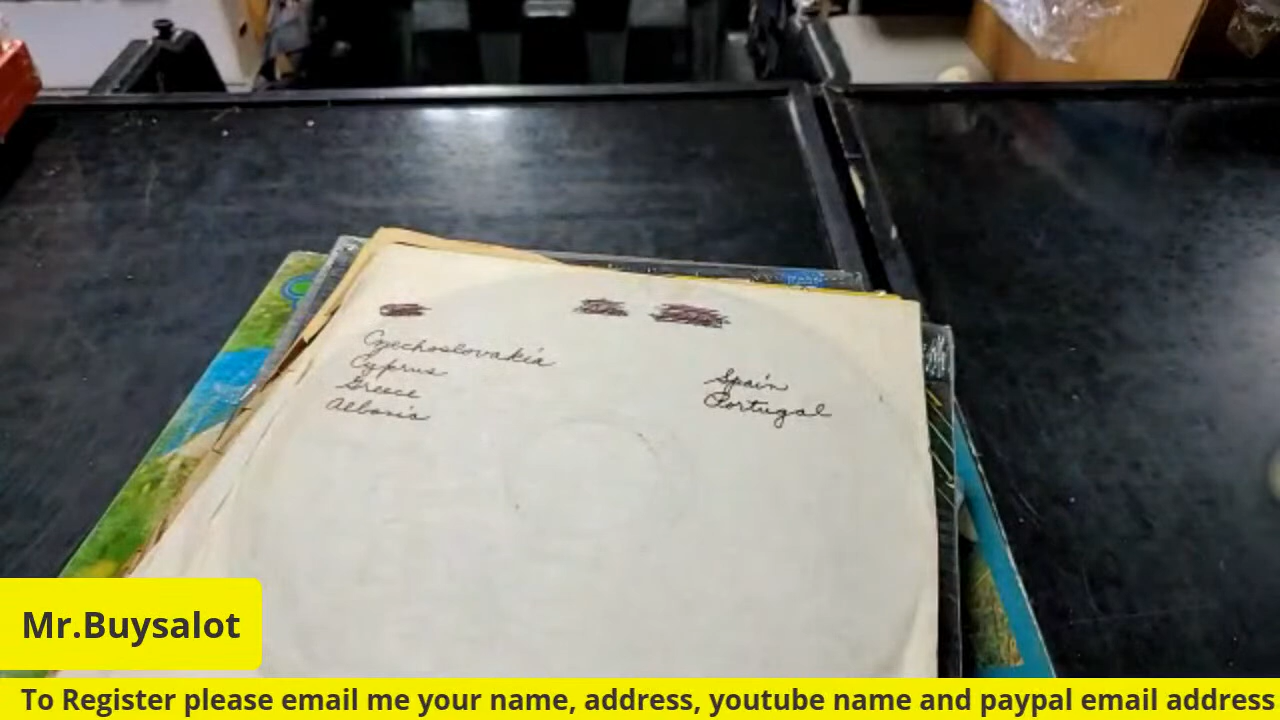 Czechoslovakia
Cyprus
Greece
Albania
Spain
Portugal
Mr.Buysalot
To Register please email me your name, address, youtube name and paypal email address